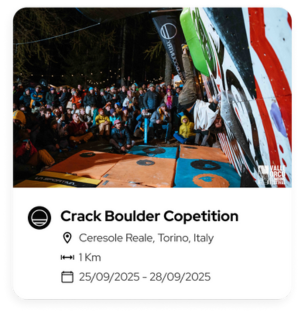 Crack Boulder Copetition
Ceresole Reale, Torino, Italy
1 Km
25/09/2025 - 28/09/2025